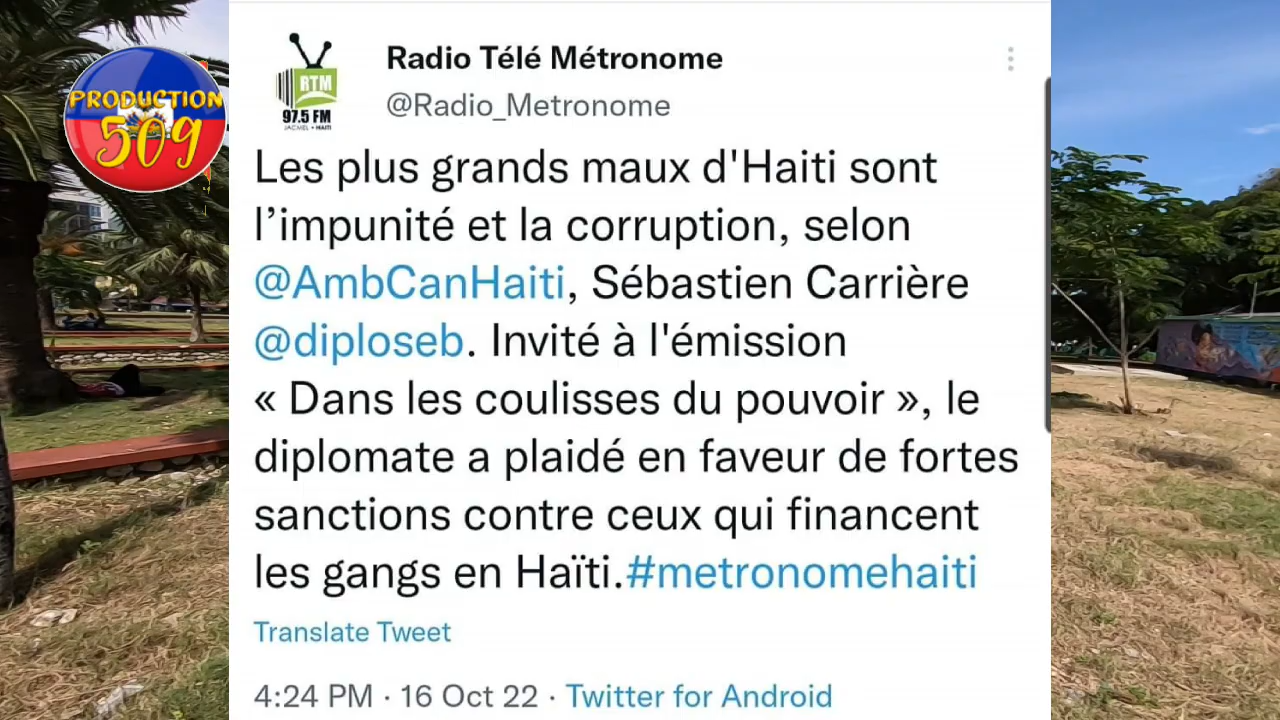 PRODUCTION
509
RTM
97.5 FM
JACMEL • HAITI
Radio Télé Métronome
@Radio_Metronome
Les plus grands maux d'Haiti sont
l’impunité et la corruption, selon
@AmbCanHaiti, Sébastien Carrière
@diploseb. Invité à l'émission
« Dans les coulisses du pouvoir », le
diplomate a plaidé en faveur de fortes
sanctions contre ceux qui financent
les gangs en Haïti.#metronomehaiti
Translate Tweet
4:24 PM · 16 Oct 22 · Twitter for Android